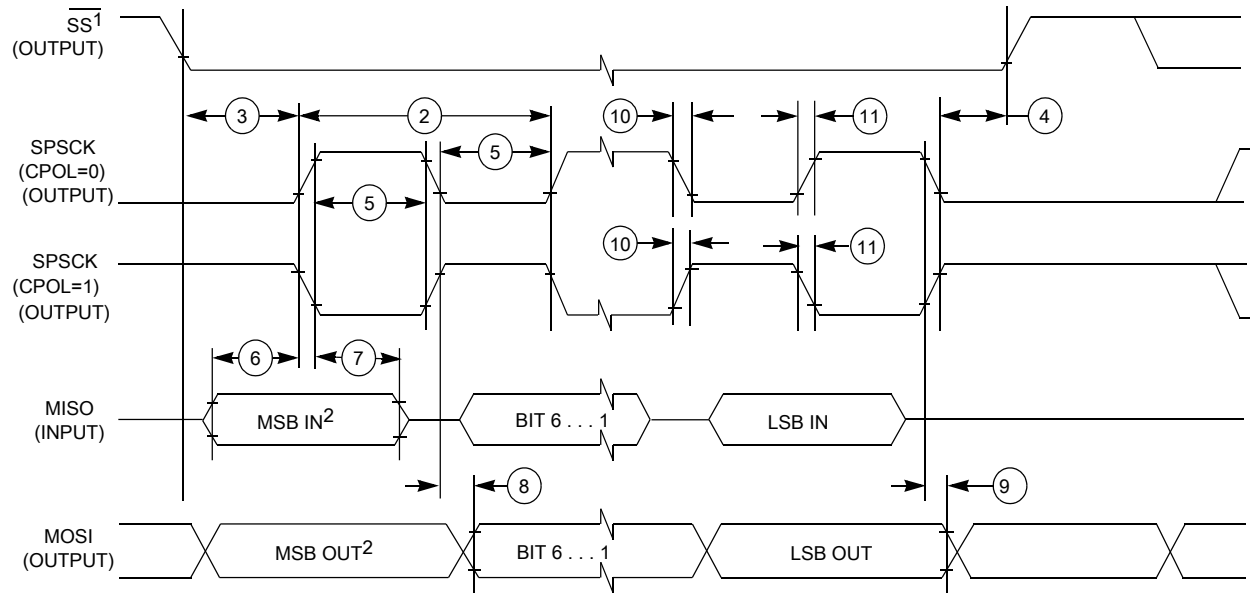 SS1
(OUTPUT)
3
2
10
11
4
SPSCK
(CPOL=0)
(OUTPUT)
5
5
SPSCK
(CPOL=1)
(OUTPUT)
10
11
6
7
MISO
(INPUT)
MSB IN2
BIT 6 . . . 1
LSB IN
8
9
MOSI
(OUTPUT)
MSB OUT2
BIT 6 . . . 1
LSB OUT